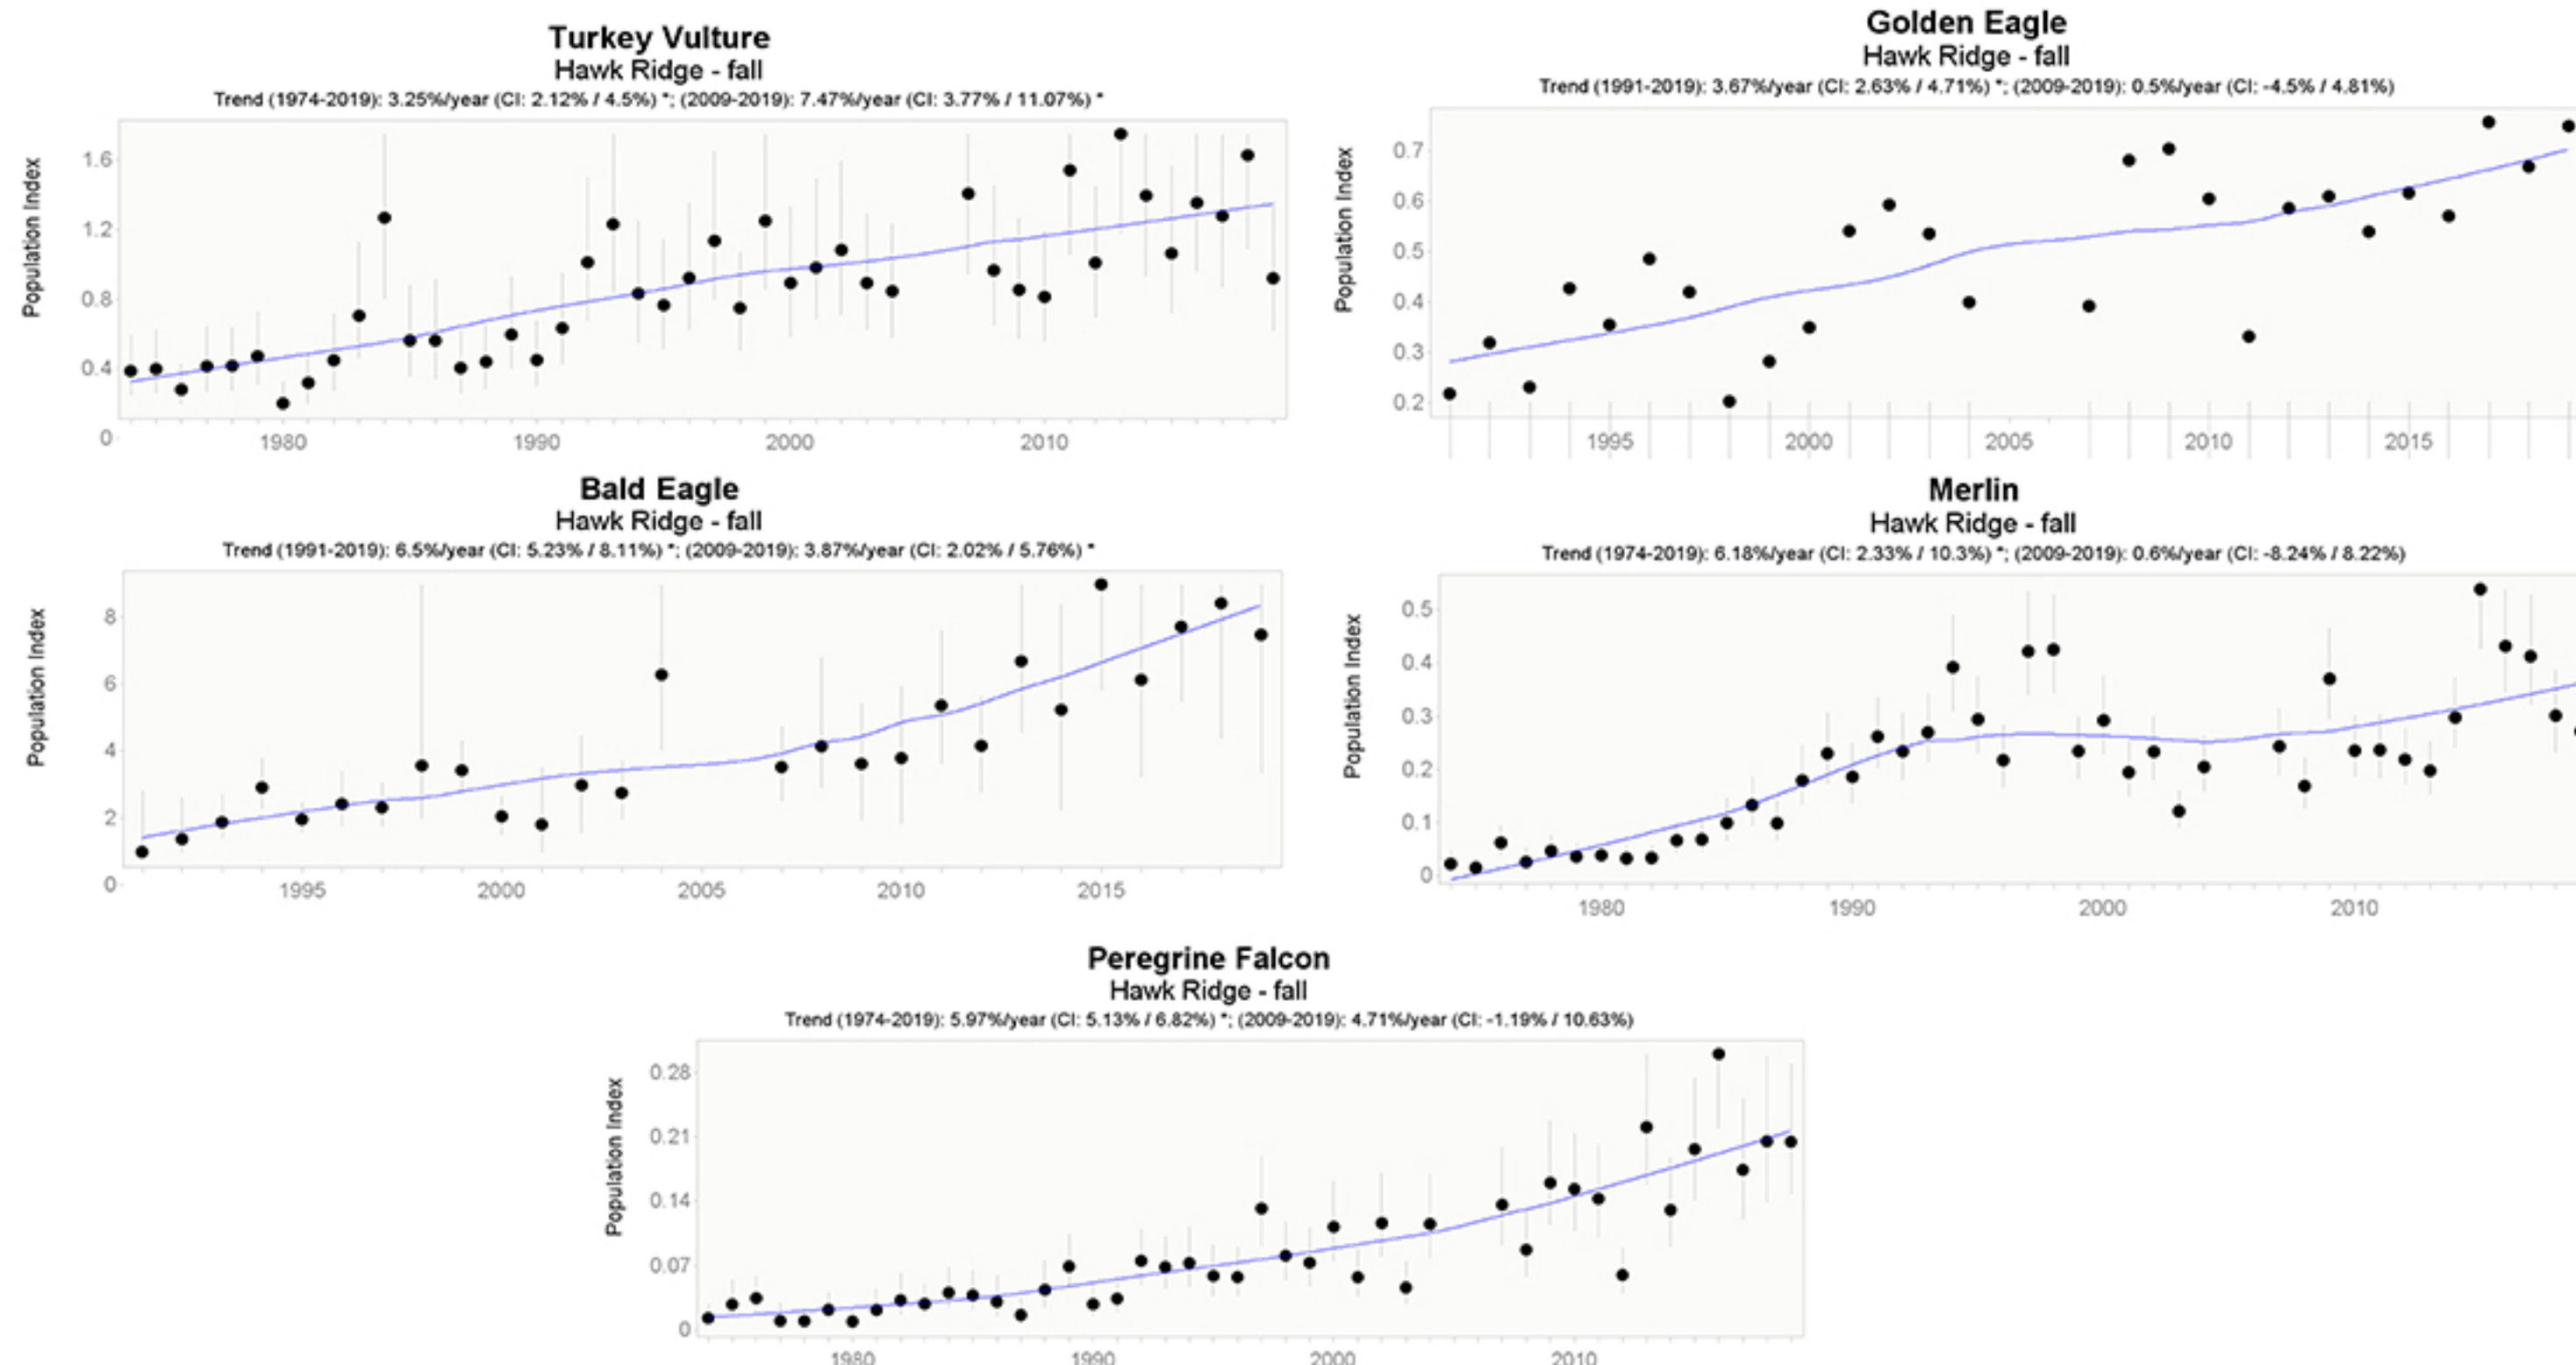 Turkey Vulture
Hawk Ridge - fall
Trend (1974-2019): 3.25%/year (CI: 2.12% / 4.5%) *; (2009-2019): 7.47%/year (CI: 3.77% / 11.07%) *
Population Index
1.6
1.2
0.8
0.4
0
1980 1990 2000 2010
Golden Eagle
Hawk Ridge - fall
Trend (1991-2019): 3.67%/year (CI: 2.63% / 4.71%) *; (2009-2019): 0.5%/year (CI: -4.5% / 4.81%)
Population Index
0.7
0.6
0.5
0.4
0.3
0.2
1995 2000 2005 2010 2015
Bald Eagle
Hawk Ridge - fall
Trend (1991-2019): 6.5%/year (CI: 5.23% / 8.11%) *; (2009-2019): 3.87%/year (CI: 2.02% / 5.76%) *
Population Index
8
6
4
2
0
1995 2000 2005 2010 2015
Merlin
Hawk Ridge - fall
Trend (1974-2019): 6.18%/year (CI: 2.33% / 10.3%) *; (2009-2019): 0.6%/year (CI: -8.24% / 8.22%)
Population Index
0.5
0.4
0.3
0.2
0.1
0
1980 1990 2000 2010
Peregrine Falcon
Hawk Ridge - fall
Trend (1974-2019): 5.97%/year (CI: 5.13% / 6.82%) *; (2009-2019): 4.71%/year (CI: -1.19% / 10.63%)
Population Index
0.28
0.21
0.14
0.07
0
1980 1990 2000 2010